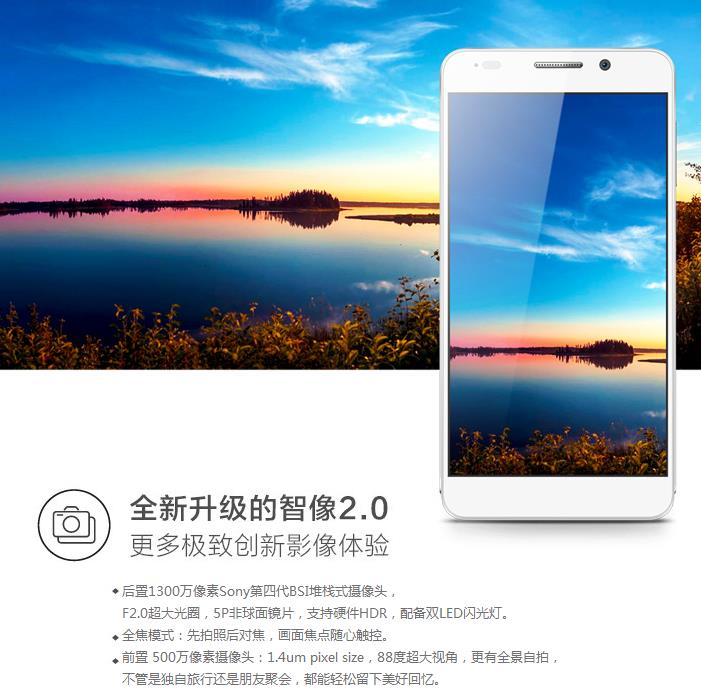 全新升级的智像2.0
更多极致创新影像体验
后置1300万像素Sony第四代BSI堆栈式摄像头，
F2.0超大光圈，5P非球面镜片，支持硬件HDR，配备双LED闪光灯。
全焦模式：先拍照后对焦，画面焦点随心触控。
前置 500万像素摄像头：1.4um pixel size，88度超大视角，更有全景自拍，
不管是独自旅行还是朋友聚会，都能轻松留下美好回忆。